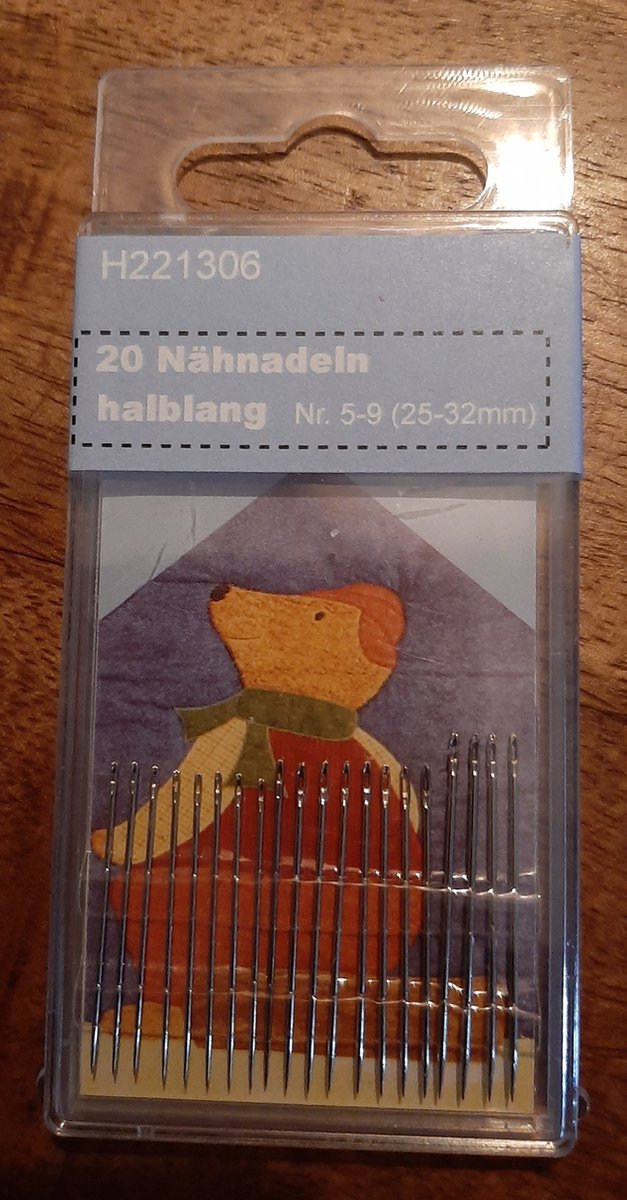 H221306
20 Nähnadeln
halblang Nr. 5-9 (25-32mm)